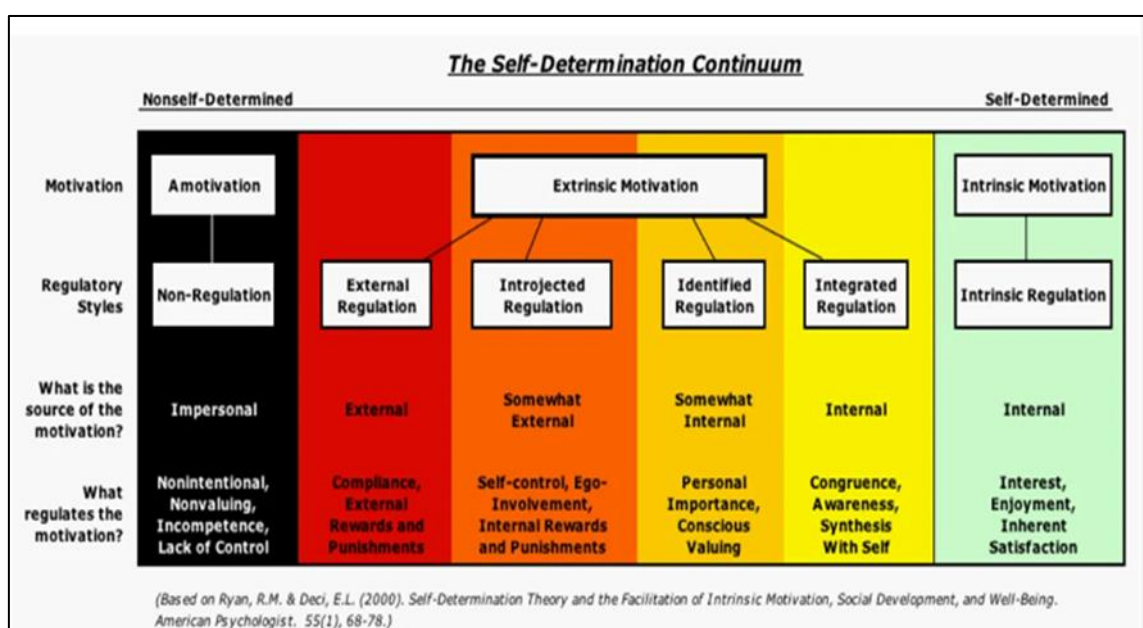 The Self-Determination Continuum
Nonself-Determined
Self-Determined
Motivation
Amotivation
Extrinsic Motivation
Intrinsic Motivation
Regulatory
Styles
Non-Regulation
External
Regulation
Introjected
Regulation
Identified
Regulation
Integrated
Regulation
Intrinsic Regulation
What is the
source of the
motivation?
Impersonal
External
Somewhat
External
Somewhat
Internal
Internal
Internal
What
regulates the
motivation?
Nonintentional,
Nonvaluing,
Incompetence,
Lack of Control
Compliance,
External
Rewards and
Punishments
Self-control, Ego-
Involvement,
Internal Rewards
and Punishments
Personal
Importance,
Conscious
Valuing
Congruence,
Awareness,
Synthesis
With Self
Interest,
Enjoyment,
Inherent
Satisfaction
(Based on Ryan, R.M. & Deci, E.L. (2000). Self-Determination Theory and the Facilitation of Intrinsic Motivation, Social Development, and Well-Being.
American Psychologist. 55(1), 68-78.)